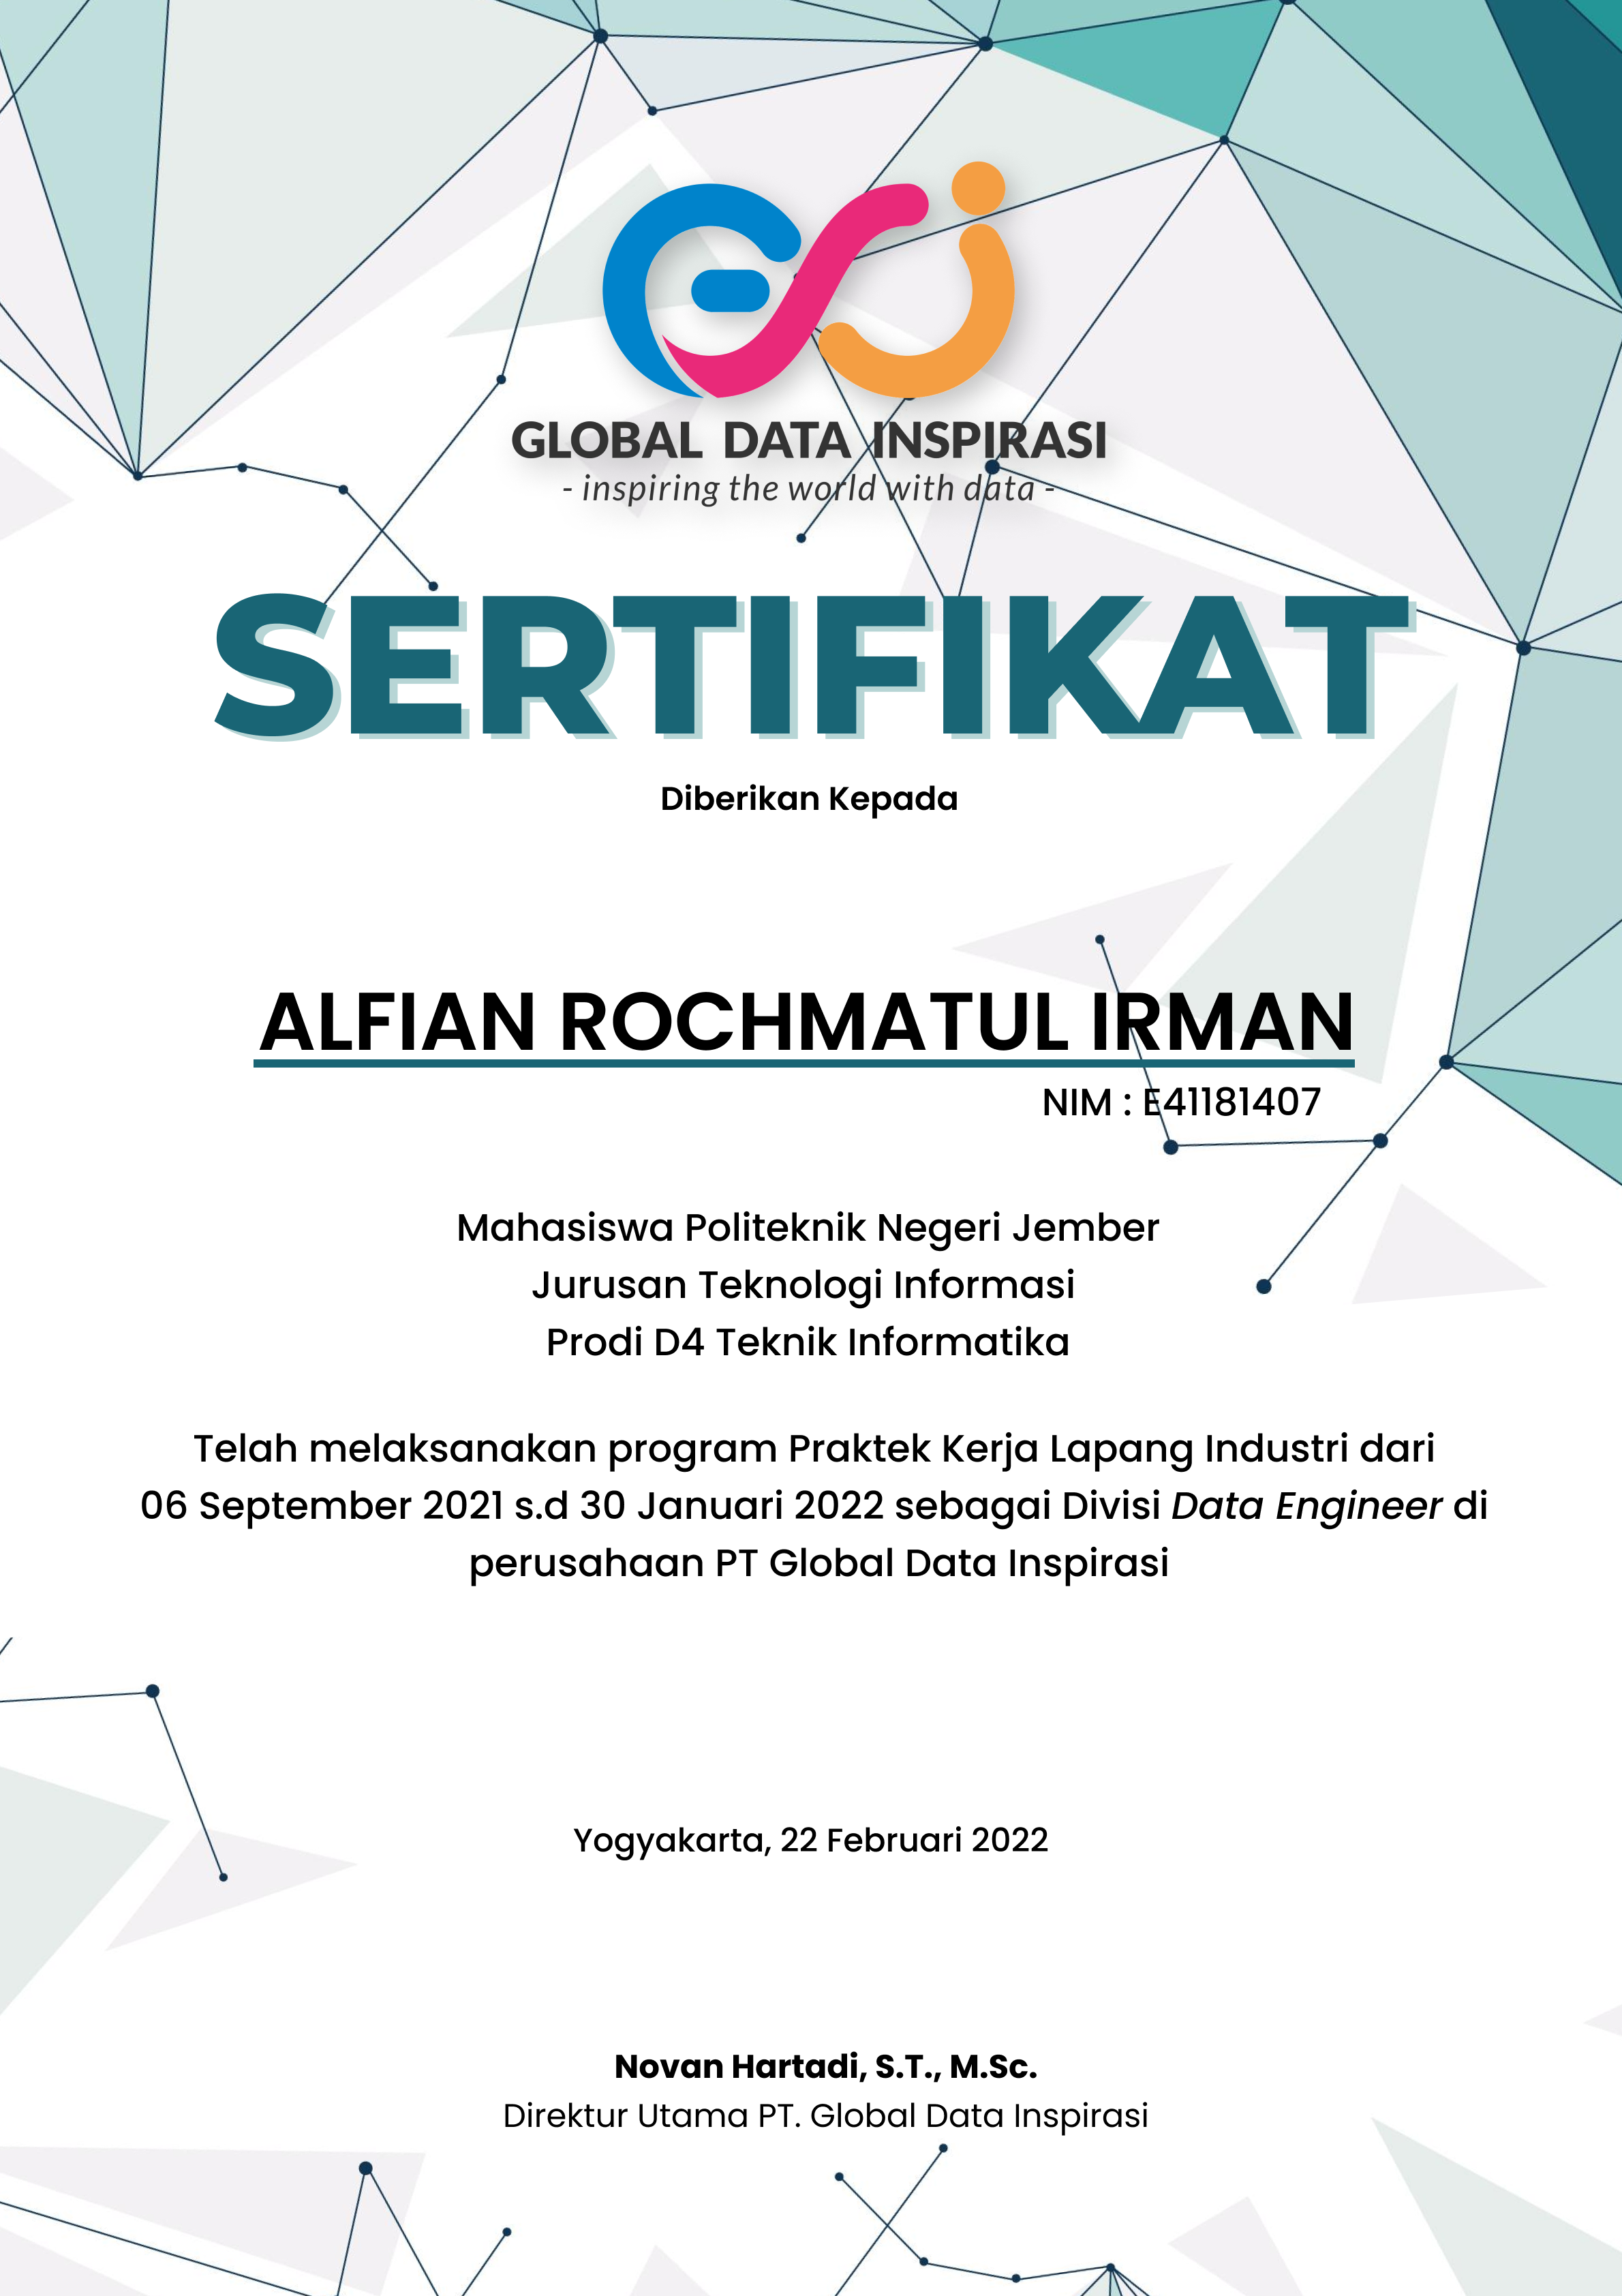 GLOBAL DATA INSPIRASI
- inspiring the world with data -
SERTIFIKAT
Diberikan Kepada
ALFIAN ROCHMATUL IRMAN
NIM : E41181407
Mahasiswa Politeknik Negeri Jember
Jurusan Teknologi Informasi
Prodi D4 Teknik Informatika
Telah melaksanakan program Praktek Kerja Lapang Industri dari
06 September 2021 s.d 30 Januari 2022 sebagai Divisi Data Engineer di
perusahaan PT Global Data Inspirasi
Yogyakarta, 22 Februari 2022
Novan Hartadi, S.T., M.Sc.
Direktur Utama PT. Global Data Inspirasi